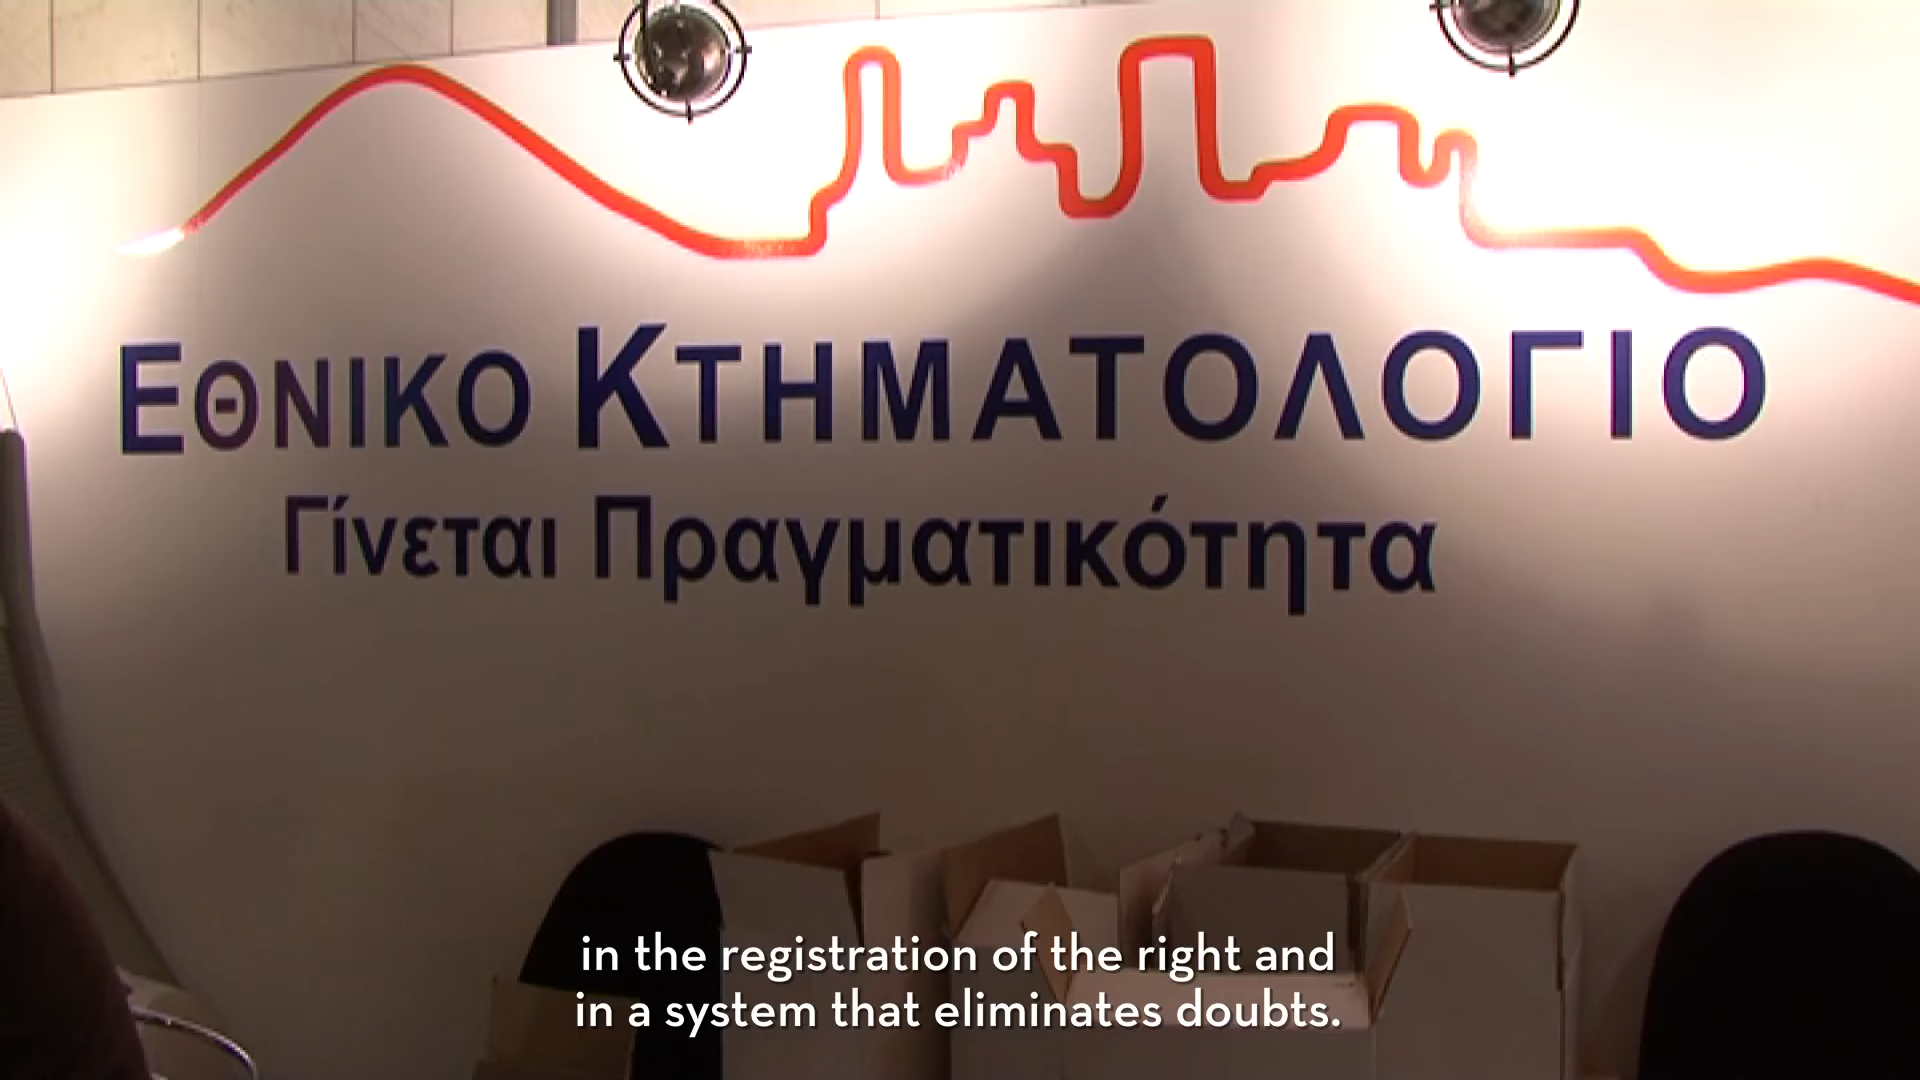 ΕΘΝΙΚΟ ΚΤΗΜΑΤΟΛΟΓΙΟ
Γίνεται Πραγματικότητα
in the registration of the right and
in a system that eliminates doubts.